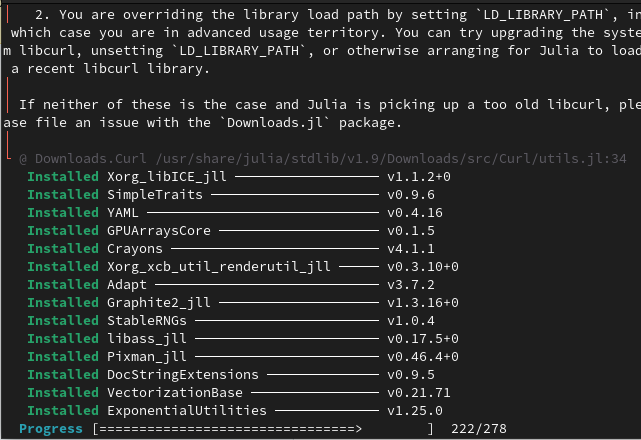 2. You are overriding the library load path by setting `LD_LIBRARY_PATH`, in
which case you are in advanced usage territory. You can try upgrading the syste
m libcurl, unsetting `LD_LIBRARY_PATH`, or otherwise arranging for Julia to load
a recent libcurl library.
If neither of these is the case and Julia is picking up a too old libcurl, ple
ase file an issue with the `Downloads.jl` package.
@ Downloads.Curl /usr/share/julia/stdlib/v1.9/Downloads/src/Curl/utils.jl:34
Installed Xorg_libICE_jll ────────────────── v1.1.2+0
Installed SimpleTraits ───────────────────── v0.9.6
Installed YAML ───────────────────────────── v0.4.16
Installed GPUArraysCore ──────────────────── v0.1.5
Installed Crayons ────────────────────────── v4.1.1
Installed Xorg_xcb_util_renderutil_jll ───── v0.3.10+0
Installed Adapt ──────────────────────────── v3.7.2
Installed Graphite2_jll ──────────────────── v1.3.16+0
Installed StableRNGs ─────────────────────── v1.0.4
Installed libass_jll ─────────────────────── v0.17.5+0
Installed Pixman_jll ─────────────────────── v0.46.4+0
Installed DocStringExtensions ────────────── v0.9.5
Installed VectorizationBase ──────────────── v0.21.71
Installed ExponentialUtilities ───────────── v1.25.0
Progress [================================>        ]  222/278